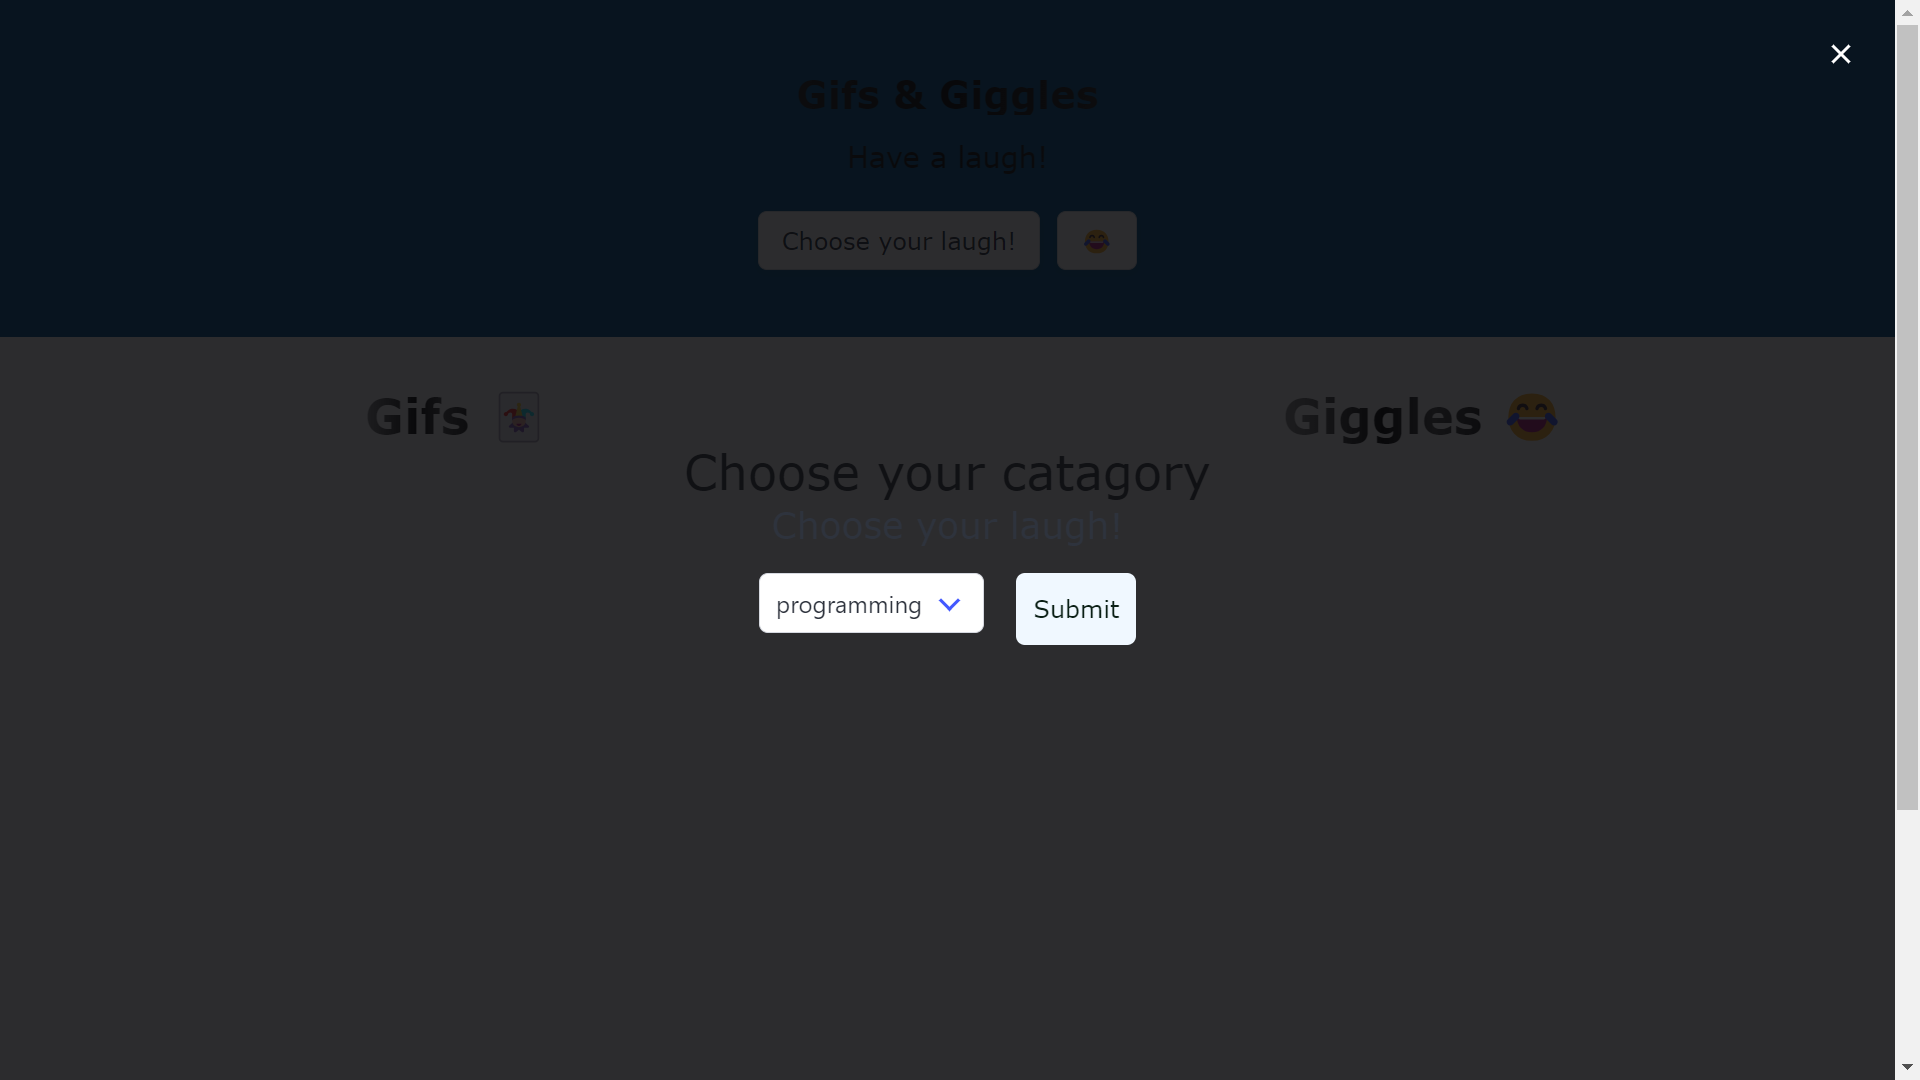 Gifs & Giggles
Have a laugh!
Choose your laugh! 😂
Gifs 🃏
Giggles 😂
Choose your catagory
Choose your laugh!
programming
Submit